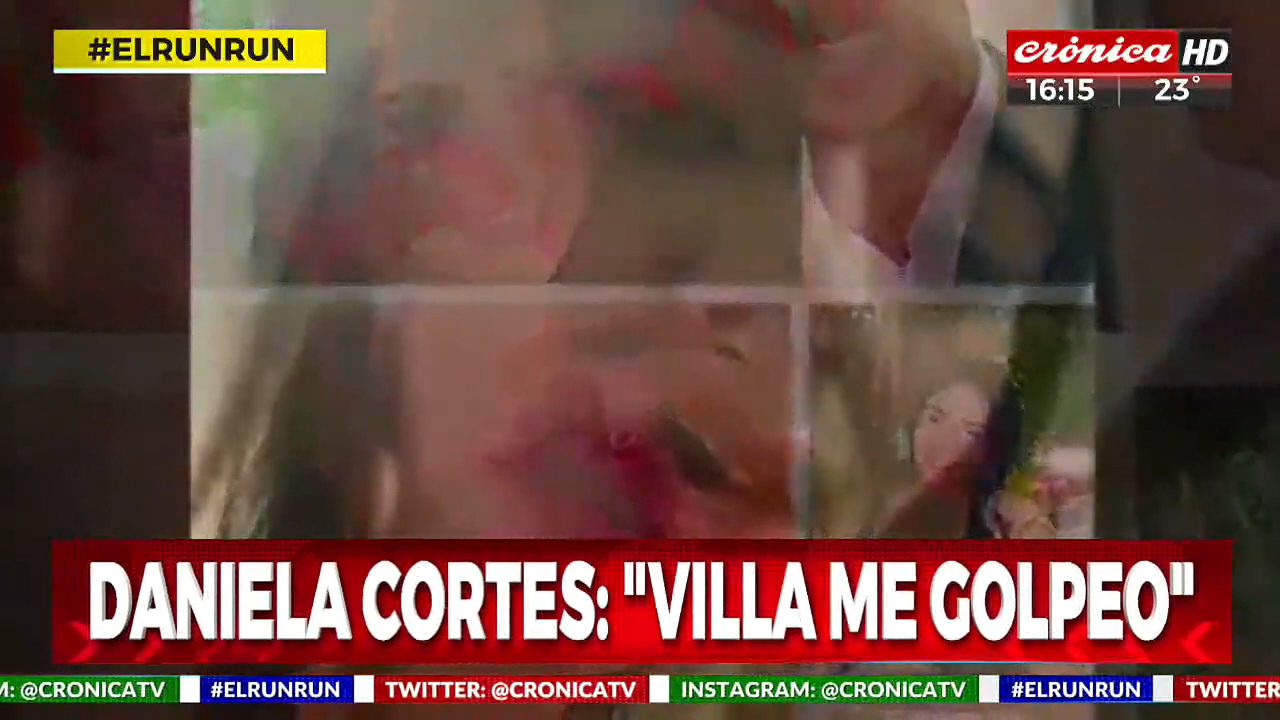 #ELRUNRUN
crónica HD
16:15 23°
DANIELA CORTES: "VILLA ME GOLPEO"
M: @CRONICATV #ELRUNRUN TWITTER: @CRONICATV INSTAGRAM: @CRONICATV #ELRUNRUN TWITTER